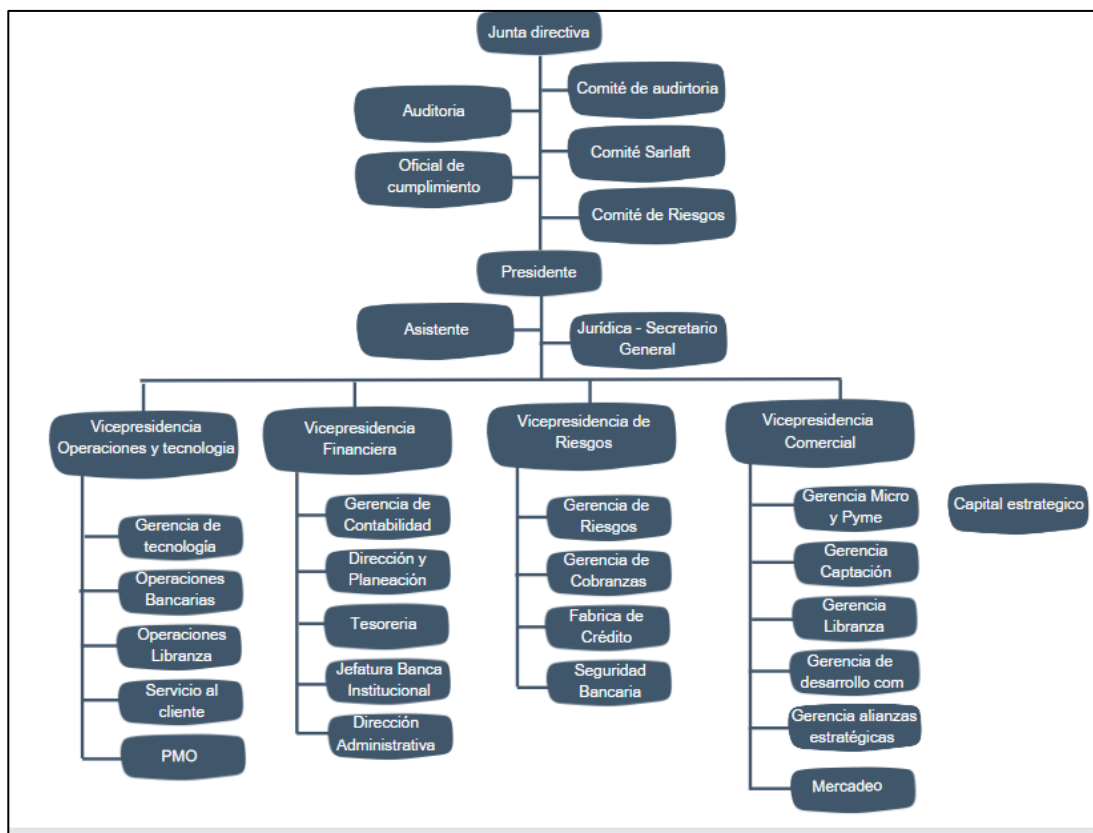 Junta directiva
Comité de audirtoria
Auditoria
Comité Sarlaft
Oficial de
cumplimiento
Comité de Riesgos
Presidente
Asistente
Jurídica - Secretario
General
Vicepresidencia
Operaciones y tecnologia
Gerencia de
tecnología
Operaciones
Bancarias
Operaciones
Libranza
Servicio al
cliente
PMO
Vicepresidencia
Financiera
Gerencia de
Contabilidad
Dirección y
Planeación
Tesoreria
Jefatura Banca
Institucional
Dirección
Administrativa
Vicepresidencia de
Riesgos
Gerencia de
Riesgos
Gerencia de
Cobranzas
Fabrica de
Crédito
Seguridad
Bancaria
Vicepresidencia
Comercial
Gerencia Micro
y Pyme
Gerencia
Captación
Gerencia
Libranza
Gerencia de
desarrollo com
Gerencia alianzas
estratégicas
Mercadeo
Capital estrategico